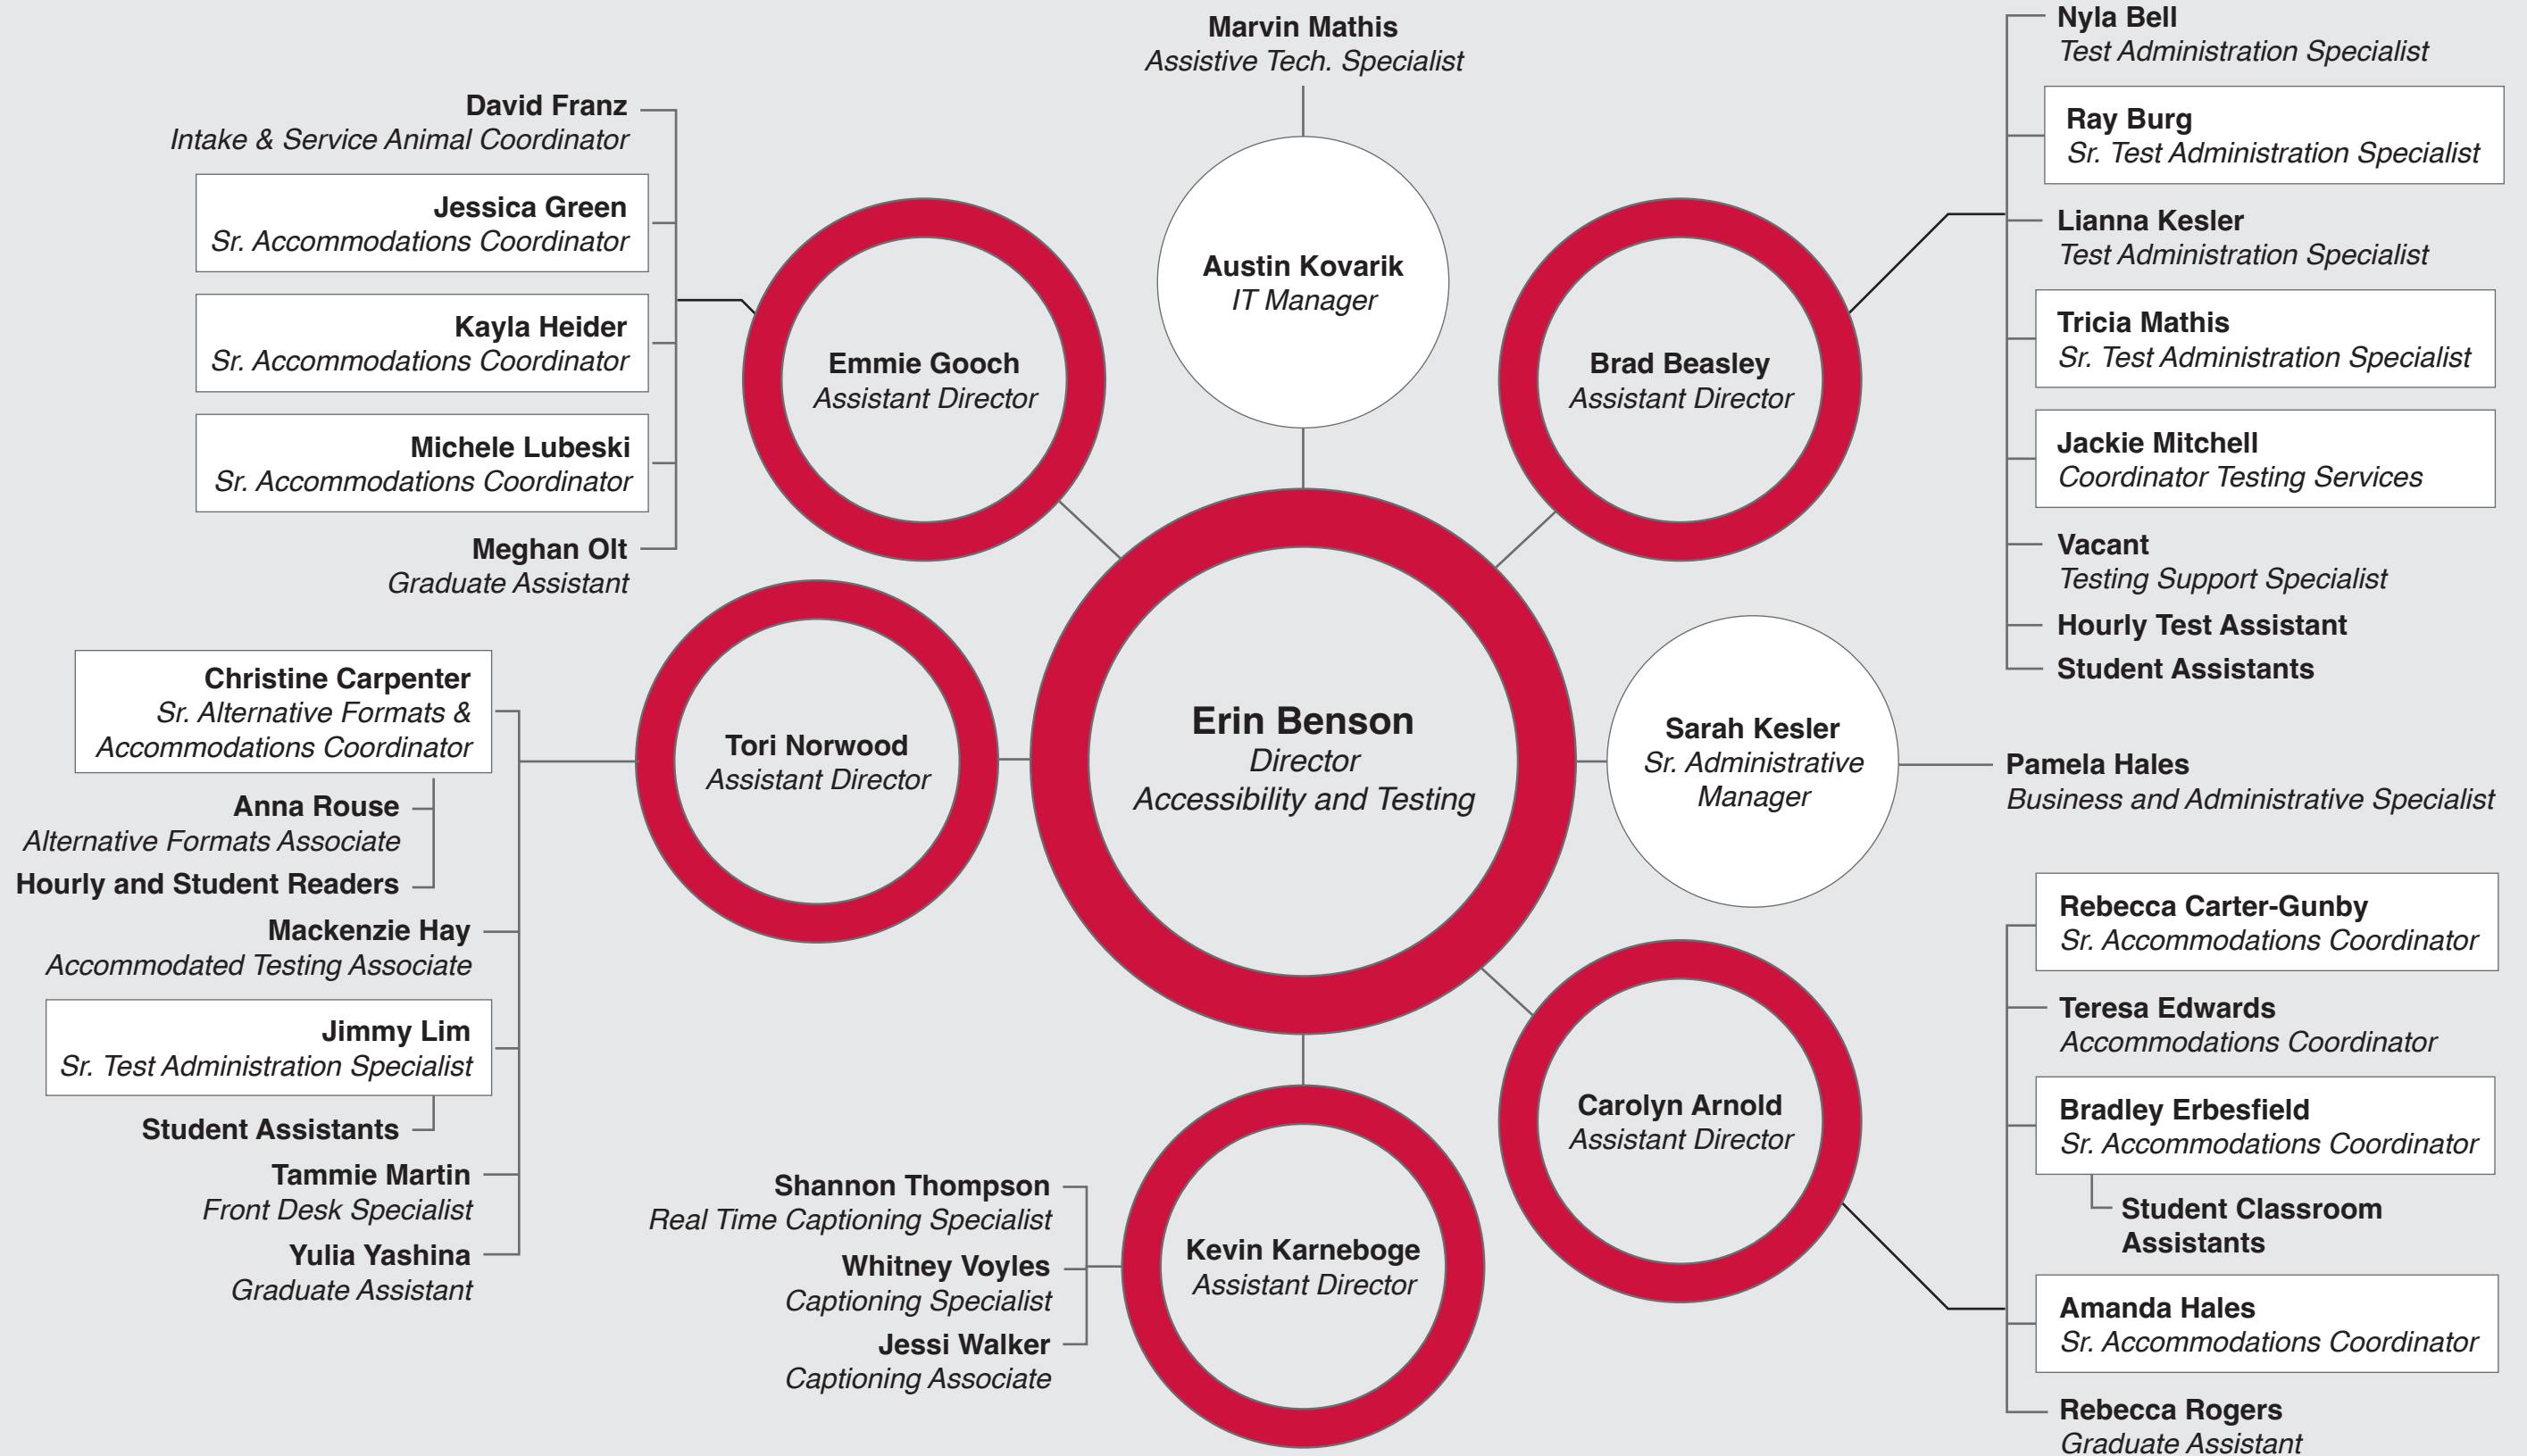 Marvin Mathis
Assistive Tech. Specialist
David Franz
Intake & Service Animal Coordinator
Jessica Green
Sr. Accommodations Coordinator
Kayla Heider
Sr. Accommodations Coordinator
Michele Lubeski
Sr. Accommodations Coordinator
Meghan Olt
Graduate Assistant
Emmie Gooch
Assistant Director
Austin Kovarik
IT Manager
Brad Beasley
Assistant Director
Nyla Bell
Test Administration Specialist
Ray Burg
Sr. Test Administration Specialist
Lianna Kesler
Test Administration Specialist
Tricia Mathis
Sr. Test Administration Specialist
Jackie Mitchell
Coordinator Testing Services
Vacant
Testing Support Specialist
Hourly Test Assistant
Student Assistants
Christine Carpenter
Sr. Alternative Formats &
Accommodations Coordinator
Anna Rouse
Alternative Formats Associate
Hourly and Student Readers
Mackenzie Hay
Accommodated Testing Associate
Jimmy Lim
Sr. Test Administration Specialist
Student Assistants
Tammie Martin
Front Desk Specialist
Yulia Yashina
Graduate Assistant
Tori Norwood
Assistant Director
Erin Benson
Director
Accessibility and Testing
Sarah Kesler
Sr. Administrative
Manager
Pamela Hales
Business and Administrative Specialist
Shannon Thompson
Real Time Captioning Specialist
Whitney Voyles
Captioning Specialist
Jessi Walker
Captioning Associate
Kevin Karneboge
Assistant Director
Carolyn Arnold
Assistant Director
Rebecca Carter-Gunby
Sr. Accommodations Coordinator
Teresa Edwards
Accommodations Coordinator
Bradley Erbesfield
Sr. Accommodations Coordinator
Student Classroom
Assistants
Amanda Hales
Sr. Accommodations Coordinator
Rebecca Rogers
Graduate Assistant